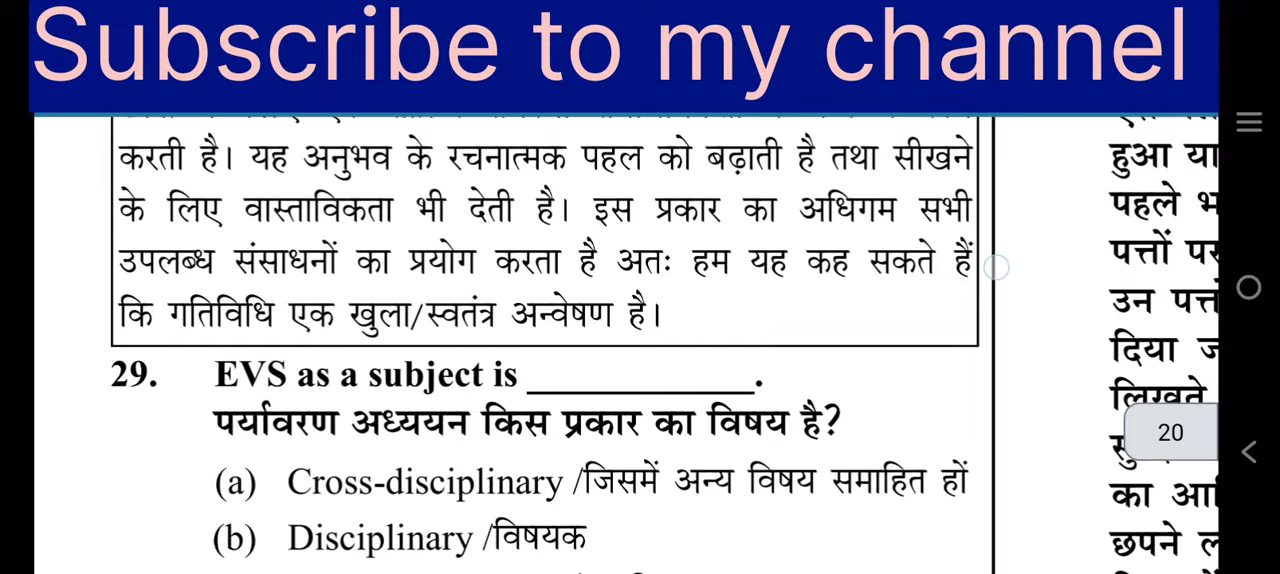 Subscribe to my channel
करती है। यह अनुभव के रचनात्मक पहल को बढ़ाती है तथा सीखने
के लिए वास्ताविकता भी देती है। इस प्रकार का अधिगम सभी
उपलब्ध संसाधनों का प्रयोग करता है अतः हम यह कह सकते हैं
कि गतिविधि एक खुला/स्वतंत्र अन्वेषण है।
29. EVS as a subject is ____________.
पर्यावरण अध्ययन किस प्रकार का विषय है?
(a) Cross-disciplinary /जिसमें अन्य विषय समाहित हों
(b) Disciplinary /विषयक
हुआ या
पहले
पत्तों
उन
दिया
लिखते
20
का
छपने